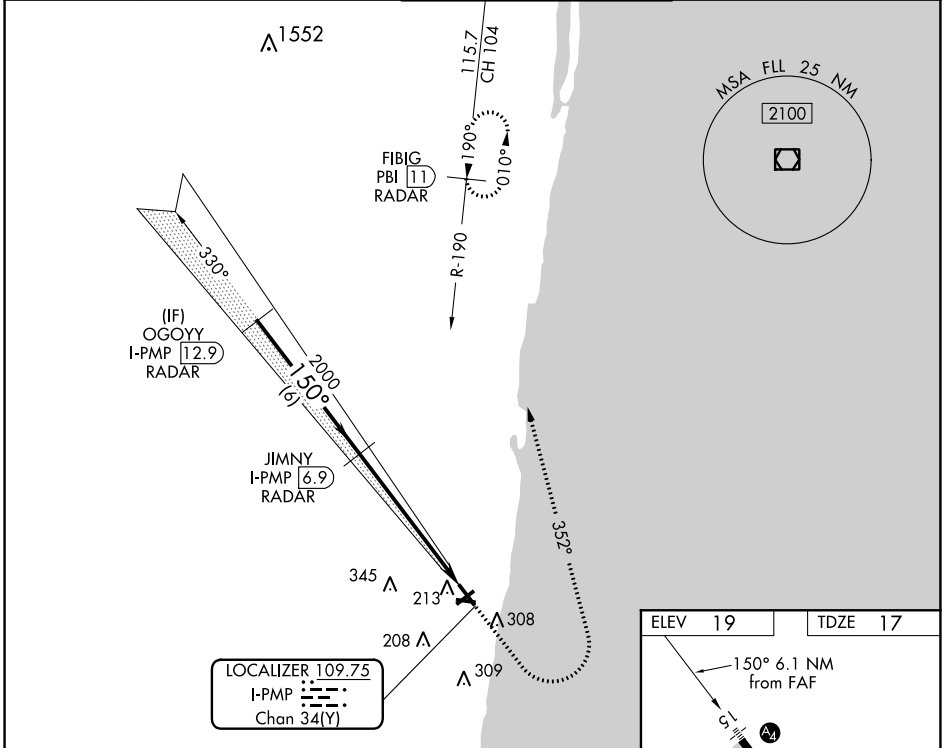 1552
115.7
CH 104
190°
010°
FIBIG
PBI 11
RADAR
R-190
MSA FLL 25 NM
2100
330°
(IF)
OGOYY
I-PMP 12.9
RADAR
2000
150°
(6)
JIMNY
I-PMP 6.9
RADAR
352°
345
213
308
208
309
LOCALIZER 109.75
I-PMP
Chan 34(Y)
ELEV 19
TDZE 17
150° 6.1 NM
from FAF
15
A4